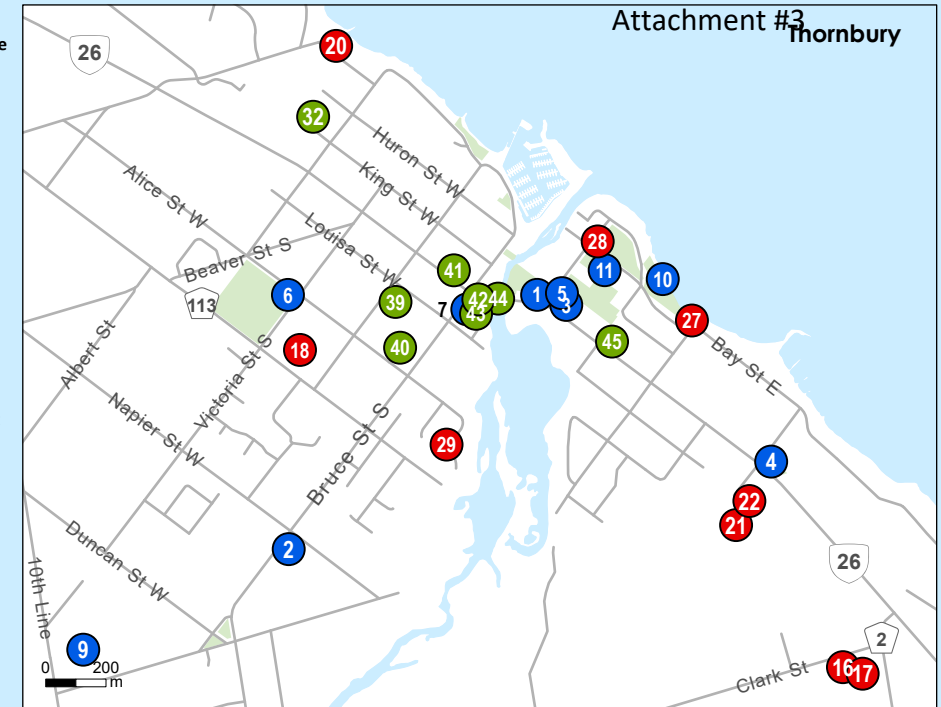 Attachment #3
Thornbury
e
26
20
32
Huron St W
King St W
Alice St W
Louisa St W
Beaver St S
28
41
11
10
113
6
39
7
42
44
43
1
5
3
27
45
18
40
Bay St E
Albert St
Victoria St S
Napier St W
Bruce St S
29
4
22
21
2
Duncan St W
26
10th Line
2
9
0 200
m
Clark St
16
17